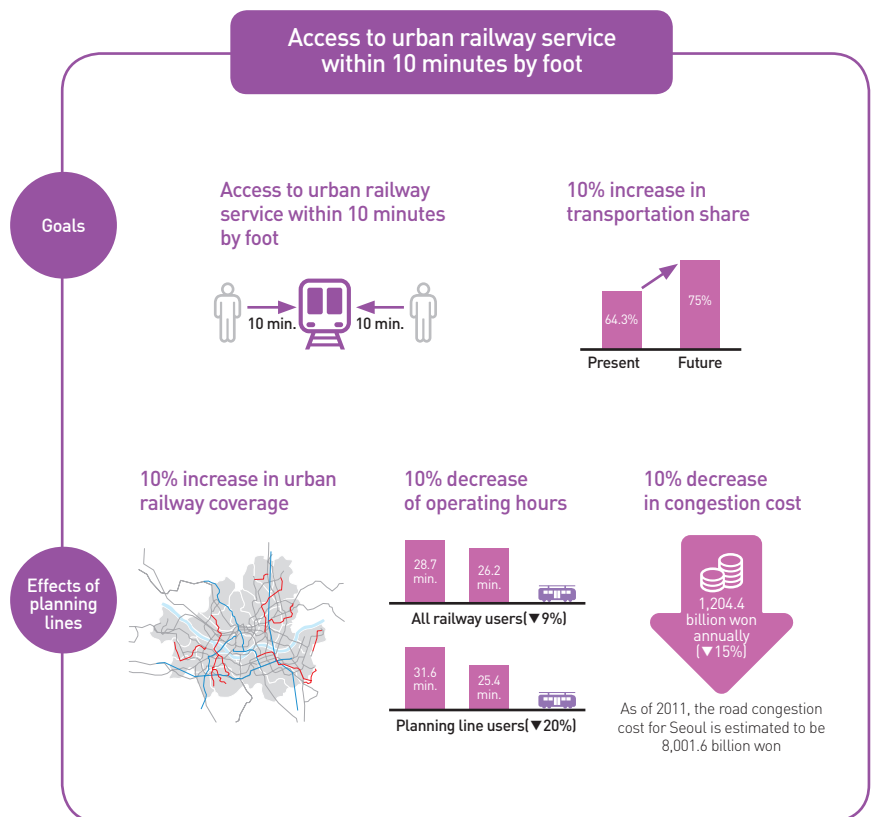 Access to urban railway service
within 10 minutes by foot
Goals
Access to urban railway
service within 10 minutes
by foot
10 min.
10 min.
10% increase in
transportation share
64.3%
75%
Present
Future
Effects of
planning
lines
10% increase in urban
railway coverage
10% decrease
of operating hours
28.7
min.
26.2
min.
All railway users(▼9%)
31.6
min.
25.4
min.
Planning line users(▼20%)
10% decrease
in congestion cost
1,204.4
billion won
annually
(▼15%)
As of 2011, the road congestion
cost for Seoul is estimated to be
8,001.6 billion won